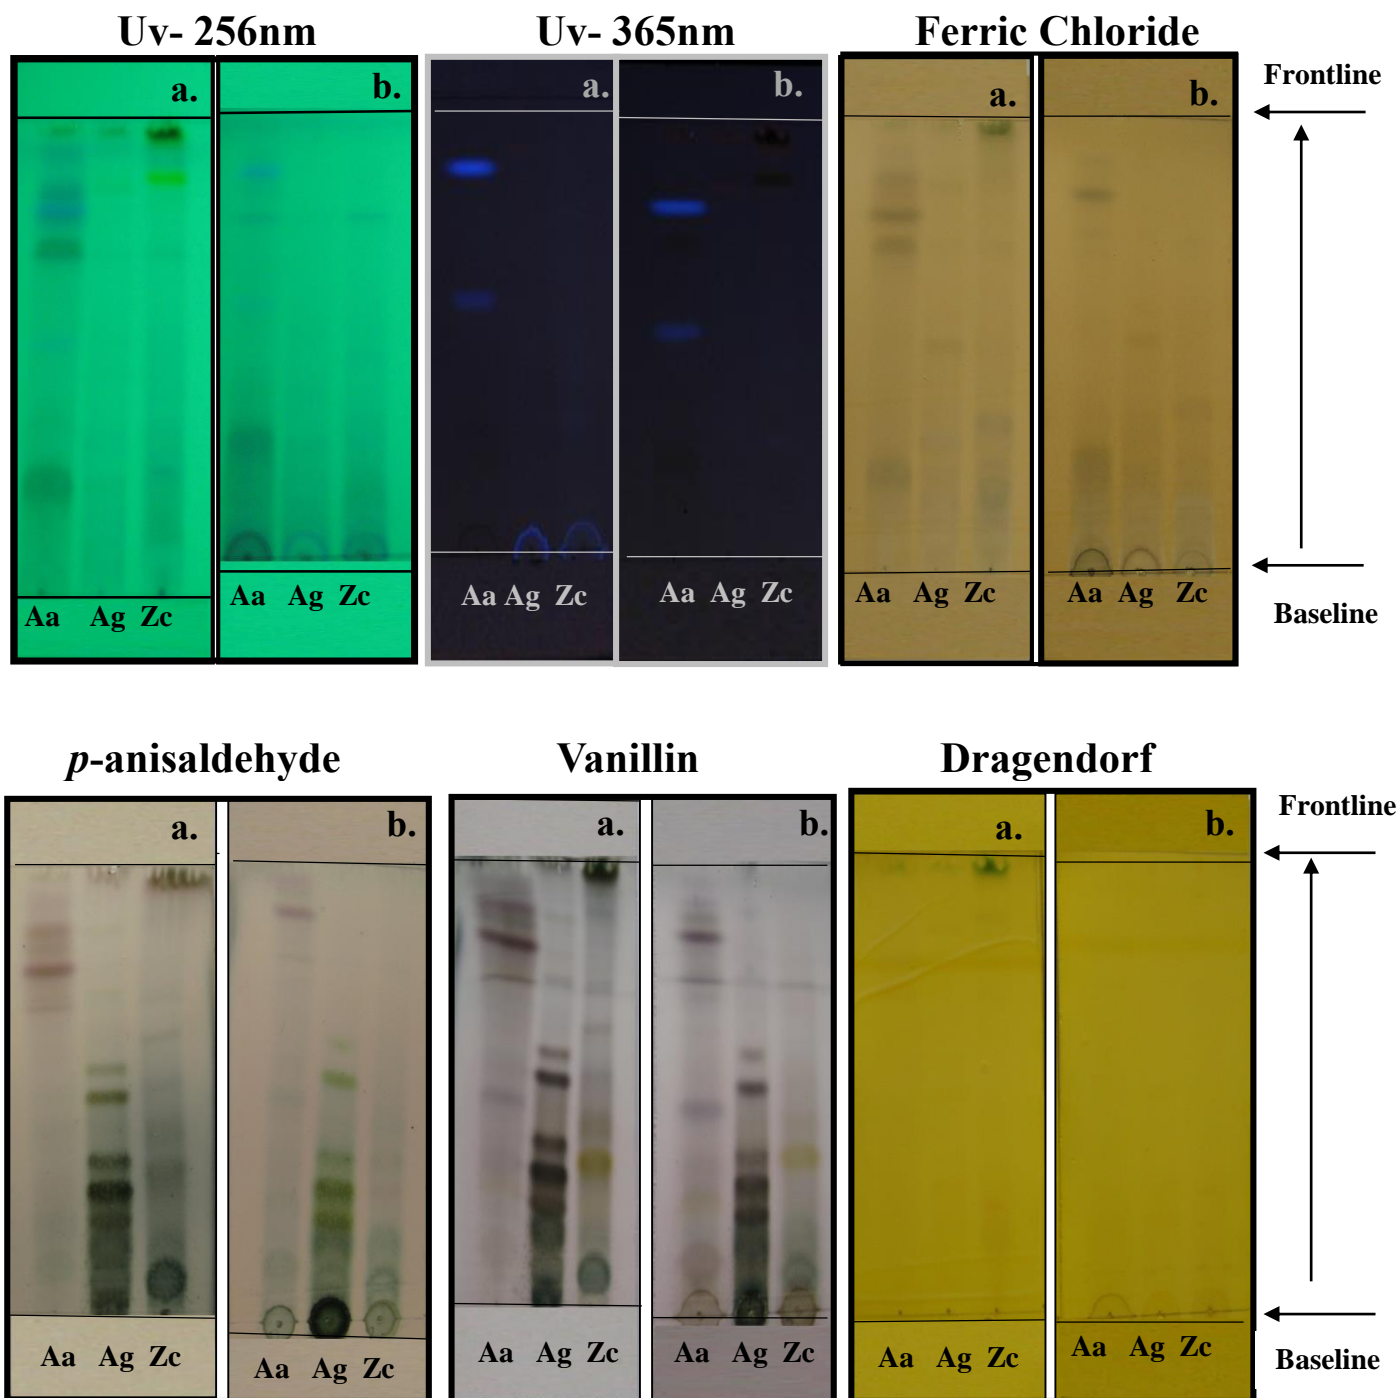 Uv- 256nm
Uv- 365nm
Ferric Chloride
a.
b.
a.
b.
a.
b.
Frontline
Aa Ag Zc
Aa Ag Zc
Aa Ag Zc
Aa Ag Zc
Aa Ag Zc
Aa Ag Zc
Baseline
p-anisaldehyde
Vanillin
Dragendorf
a.
b.
a.
b.
a.
b.
Frontline
Aa Ag Zc
Aa Ag Zc
Aa Ag Zc
Aa Ag Zc
Aa Ag Zc
Aa Ag Zc
Baseline